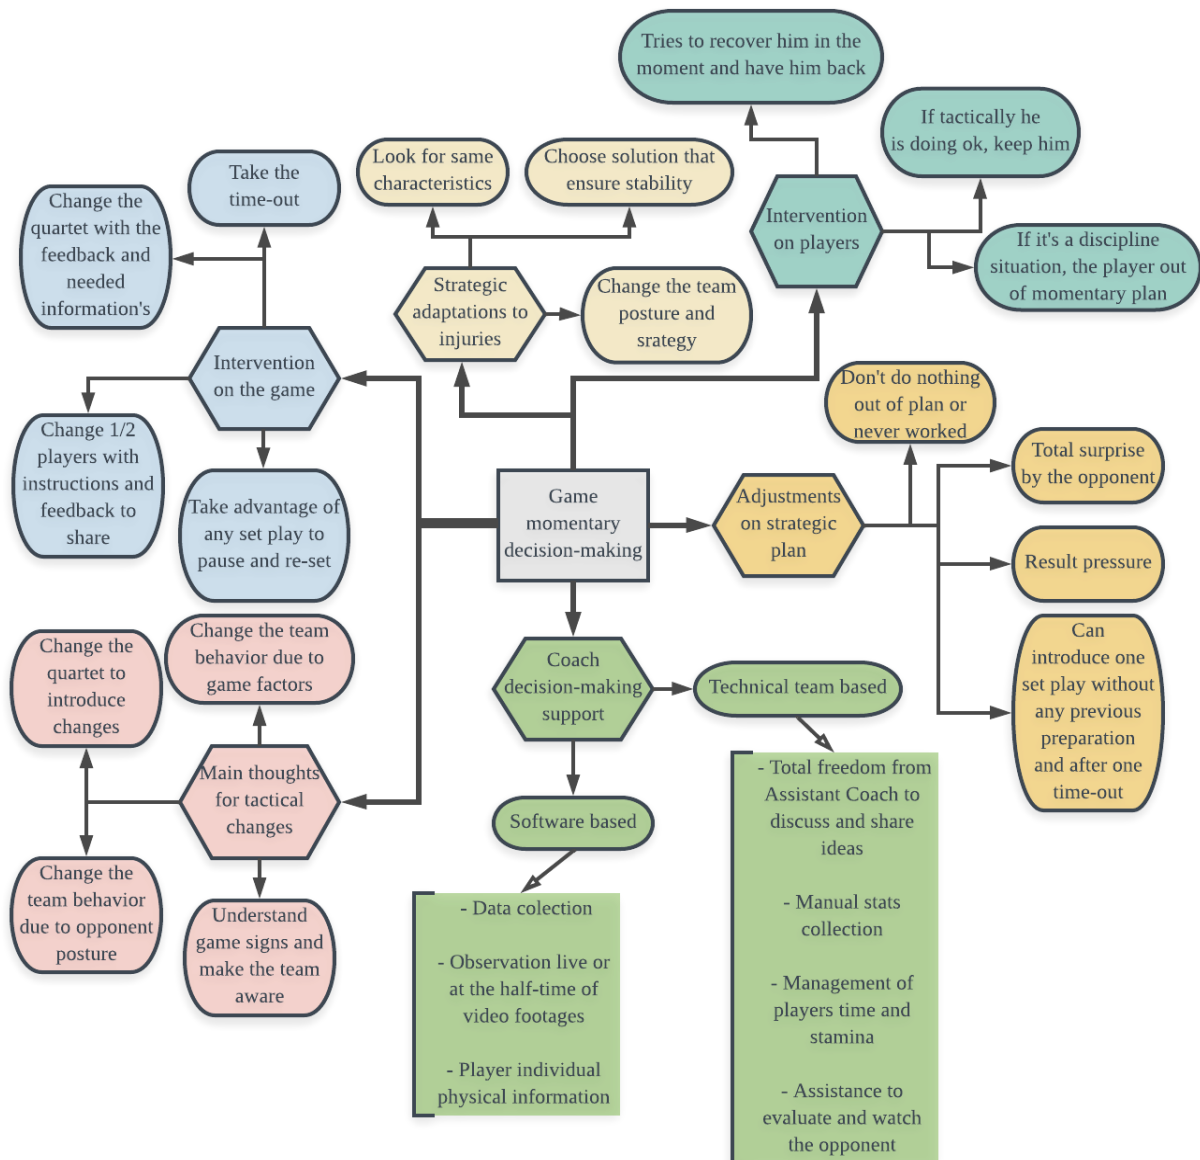 Tries to recover him in the
moment and have him back
If tactically he
is doing ok, keep him
Intervention
on players
If it's a discipline
situation, the player out
of momentary plan
Look for same
characteristics
Choose solution that
ensure stability
Strategic
adaptations to
injuries
Change the team
posture and
srategy
Take the
time-out
Change the
quartet with the
feedback and
needed
information's
Intervention
on the game
Change 1/2
players with
instructions and
feedback to
share
Take advantage of
any set play to
pause and re-set
Game
momentary
decision-making
Adjustments
on strategic
plan
Don't do nothing
out of plan or
never worked
Total surprise
by the opponent
Result pressure
Can
introduce one
set play without
any previous
preparation
and after one
time-out
Change the team
behavior due to
game factors
Change the
quartet to
introduce
changes
Main thoughts
for tactical
changes
Change the
team behavior
due to opponent
posture
Understand
game signs and
make the team
aware
Coach
decision-making
support
Technical team based
Software based
- Data colection
- Observation live or
at the half-time of
video footages
- Player individual
physical information
- Total freedom from
Assistant Coach to
discuss and share
ideas
- Manual stats
collection
- Management of
players time and
stamina
- Assistance to
evaluate and watch
the opponent